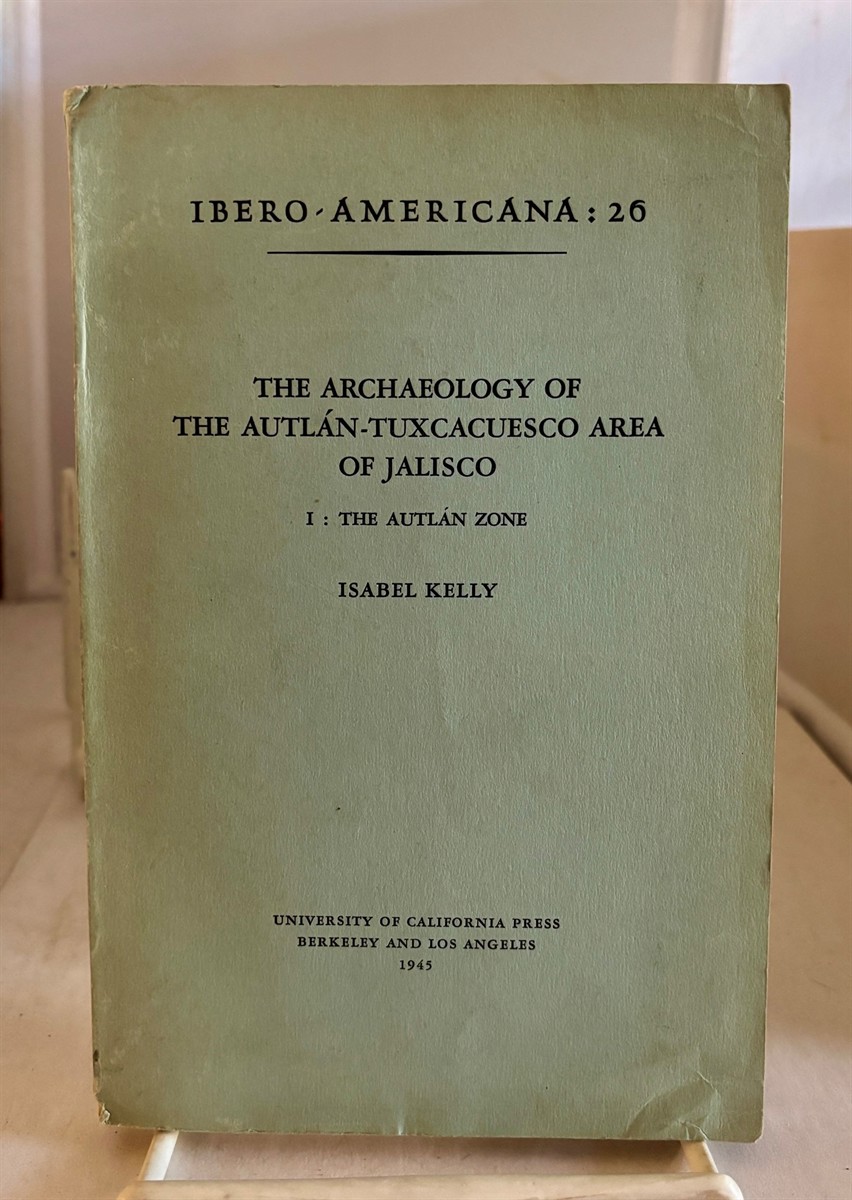 IBERO-AMERICANA: 26
THE ARCHAEOLOGY OF
THE AUTLÁN-TUXCACUESCO AREA
OF JALISCO
I : THE AUTLÁN ZONE
ISABEL KELLY
UNIVERSITY OF CALIFORNIA PRESS
BERKELEY AND LOS ANGELES
1945